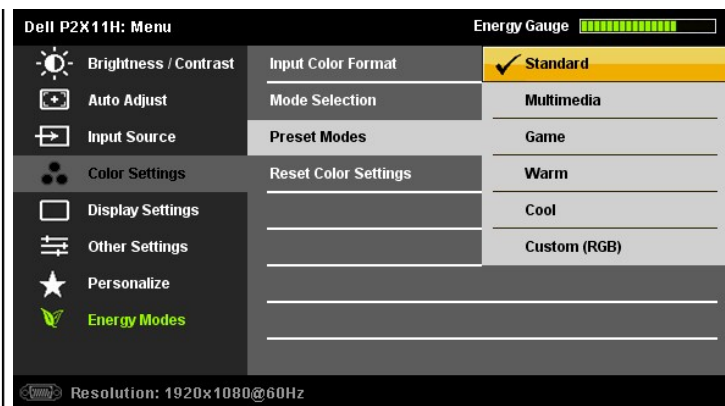 Dell P2X11H: Menu
Energy Gauge
Brightness / Contrast
Auto Adjust
Input Source
Color Settings
Display Settings
Other Settings
Personalize
Energy Modes
Input Color Format
Mode Selection
Preset Modes
Reset Color Settings
Standard
Multimedia
Game
Warm
Cool
Custom (RGB)
Resolution: 1920x1080@60Hz